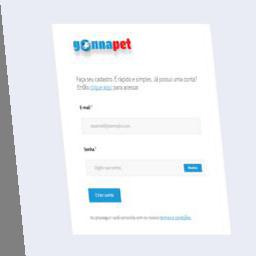 gonnapet
Faça seu cadastro. É rápido e simples. Já possui uma conta?
Então clique aqui para acessar
E-mail *
Senha *
Digite sua senha
Mostrar
Criar conta
Ao prosseguir você concorda com os nossos termos e condições.